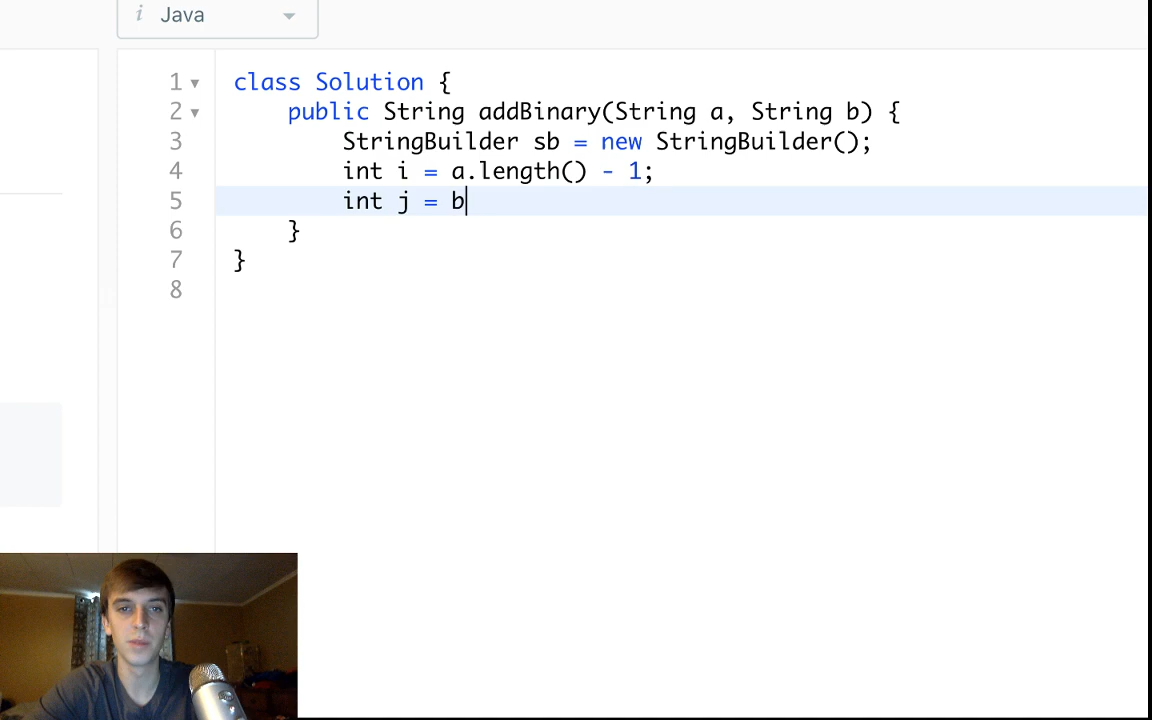 i Java
1 class Solution {
2 public String addBinary(String a, String b) {
3 StringBuilder sb = new StringBuilder();
4 int i = a.length() - 1;
5 int j = b
6 }
7 }
8